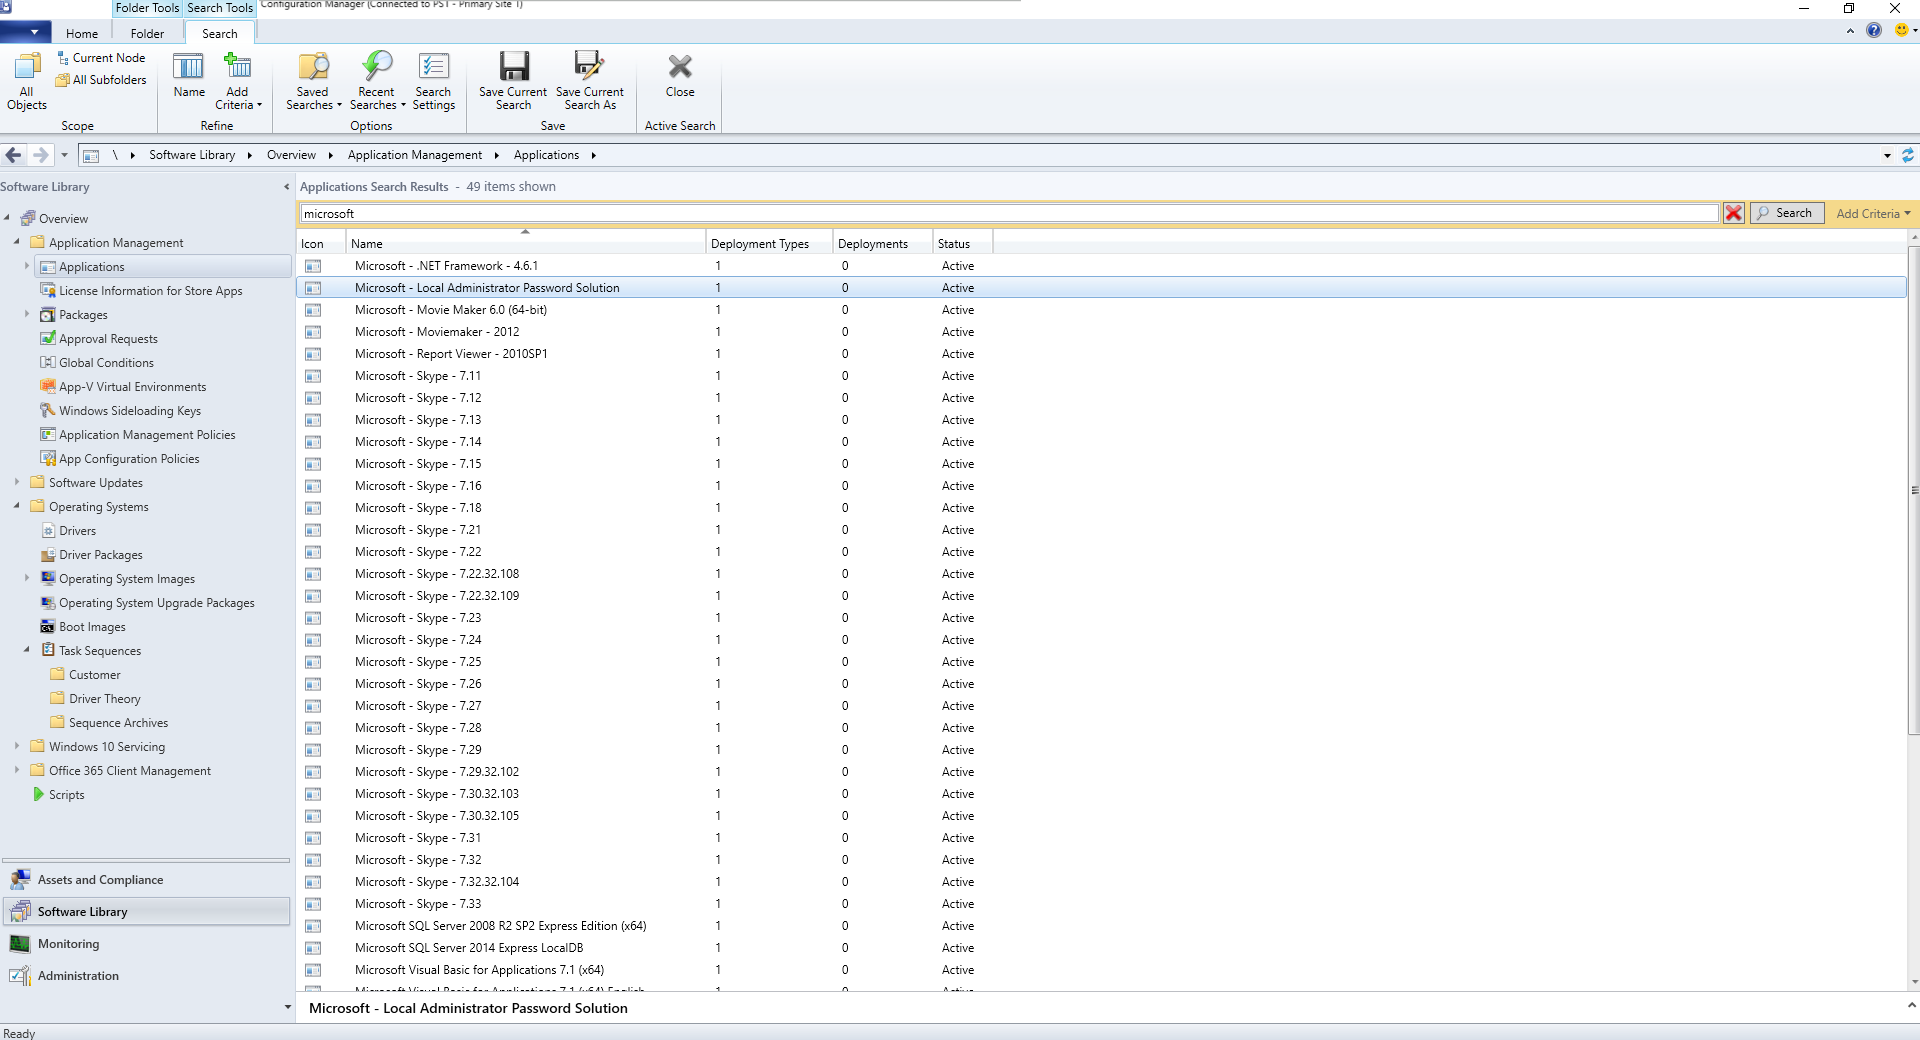 Folder Tools Search Tools Configuration Manager (Connected to PS1 - Primary Site 1)
Home Folder Search
All Objects
Current Node
All Subfolders
Scope
Name
Add Criteria
Refine
Saved Searches
Recent Searches
Search Settings
Options
Save Current Search
Save Current Search As
Save
Close
Active Search
\ Software Library Overview Application Management Applications
Software Library
Overview
Application Management
Applications
License Information for Store Apps
Packages
Approval Requests
Global Conditions
App-V Virtual Environments
Windows Sideloading Keys
Application Management Policies
App Configuration Policies
Software Updates
Operating Systems
Drivers
Driver Packages
Operating System Images
Operating System Upgrade Packages
Boot Images
Task Sequences
Customer
Driver Theory
Sequence Archives
Windows 10 Servicing
Office 365 Client Management
Scripts
Assets and Compliance
Software Library
Monitoring
Administration
Applications Search Results - 49 items shown
microsoft Search Add Criteria
Icon Name Deployment Types Deployments Status
Microsoft - .NET Framework - 4.6.1 1 0 Active
Microsoft - Local Administrator Password Solution 1 0 Active
Microsoft - Movie Maker 6.0 (64-bit) 1 0 Active
Microsoft - Moviemaker - 2012 1 0 Active
Microsoft - Report Viewer - 2010SP1 1 0 Active
Microsoft - Skype - 7.11 1 0 Active
Microsoft - Skype - 7.12 1 0 Active
Microsoft - Skype - 7.13 1 0 Active
Microsoft - Skype - 7.14 1 0 Active
Microsoft - Skype - 7.15 1 0 Active
Microsoft - Skype - 7.16 1 0 Active
Microsoft - Skype - 7.18 1 0 Active
Microsoft - Skype - 7.21 1 0 Active
Microsoft - Skype - 7.22 1 0 Active
Microsoft - Skype - 7.22.32.108 1 0 Active
Microsoft - Skype - 7.22.32.109 1 0 Active
Microsoft - Skype - 7.23 1 0 Active
Microsoft - Skype - 7.24 1 0 Active
Microsoft - Skype - 7.25 1 0 Active
Microsoft - Skype - 7.26 1 0 Active
Microsoft - Skype - 7.27 1 0 Active
Microsoft - Skype - 7.28 1 0 Active
Microsoft - Skype - 7.29 1 0 Active
Microsoft - Skype - 7.29.32.102 1 0 Active
Microsoft - Skype - 7.30.32.103 1 0 Active
Microsoft - Skype - 7.30.32.105 1 0 Active
Microsoft - Skype - 7.31 1 0 Active
Microsoft - Skype - 7.32 1 0 Active
Microsoft - Skype - 7.32.32.104 1 0 Active
Microsoft - Skype - 7.33 1 0 Active
Microsoft SQL Server 2008 R2 SP2 Express Edition (x64) 1 0 Active
Microsoft SQL Server 2014 Express LocalDB 1 0 Active
Microsoft Visual Basic for Applications 7.1 (x64) 1 0 Active
Microsoft Visual Basic for Applications 7.1 (x64) English 1 0 Active
Microsoft - Local Administrator Password Solution
Ready